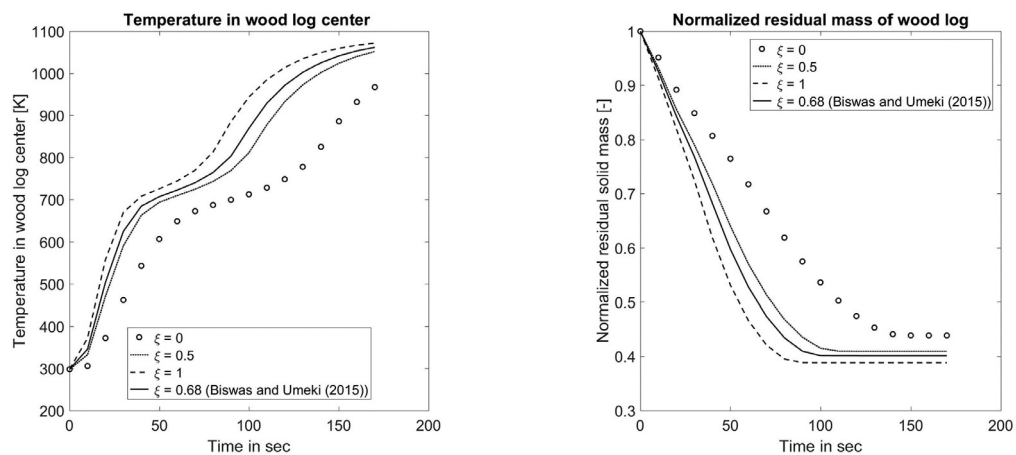 Temperature in wood log center
1100
1000
900
800
700
600
500
400
300
200
Temperature in wood log center [K]
ξ = 0
ξ = 0.5
ξ = 1
ξ = 0.68 (Biswas and Umeki (2015))
0 50 100 150 200
Time in sec
Normalized residual mass of wood log
1
0.9
0.8
0.7
0.6
0.5
0.4
0.3
Normalized residual solid mass [-]
ξ = 0
ξ = 0.5
ξ = 1
ξ = 0.68 (Biswas and Umeki (2015))
0 50 100 150 200
Time in sec